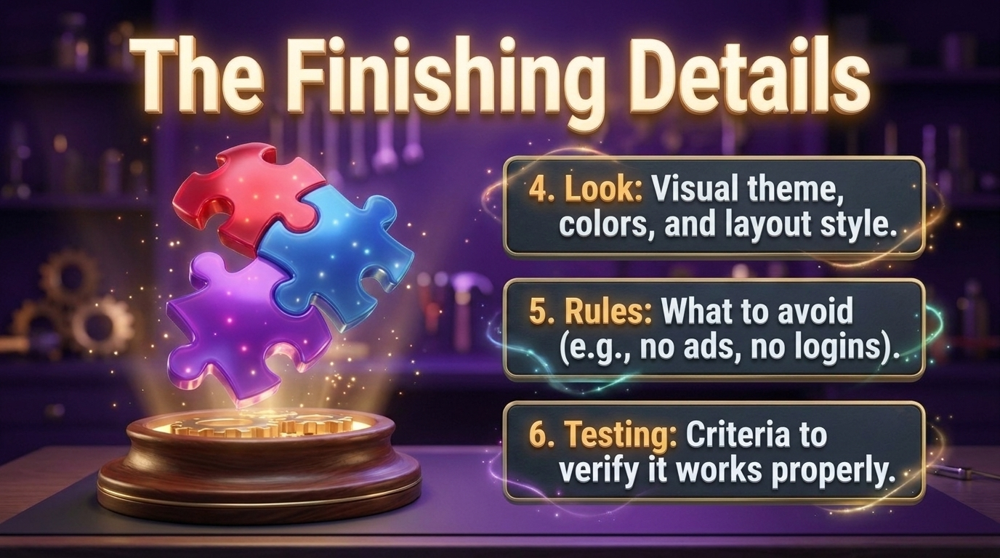 The Finishing Details
4. Look: Visual theme,
colors, and layout style.
5. Rules: What to avoid
(e.g., no ads, no logins).
6. Testing: Criteria to
verify it works properly.